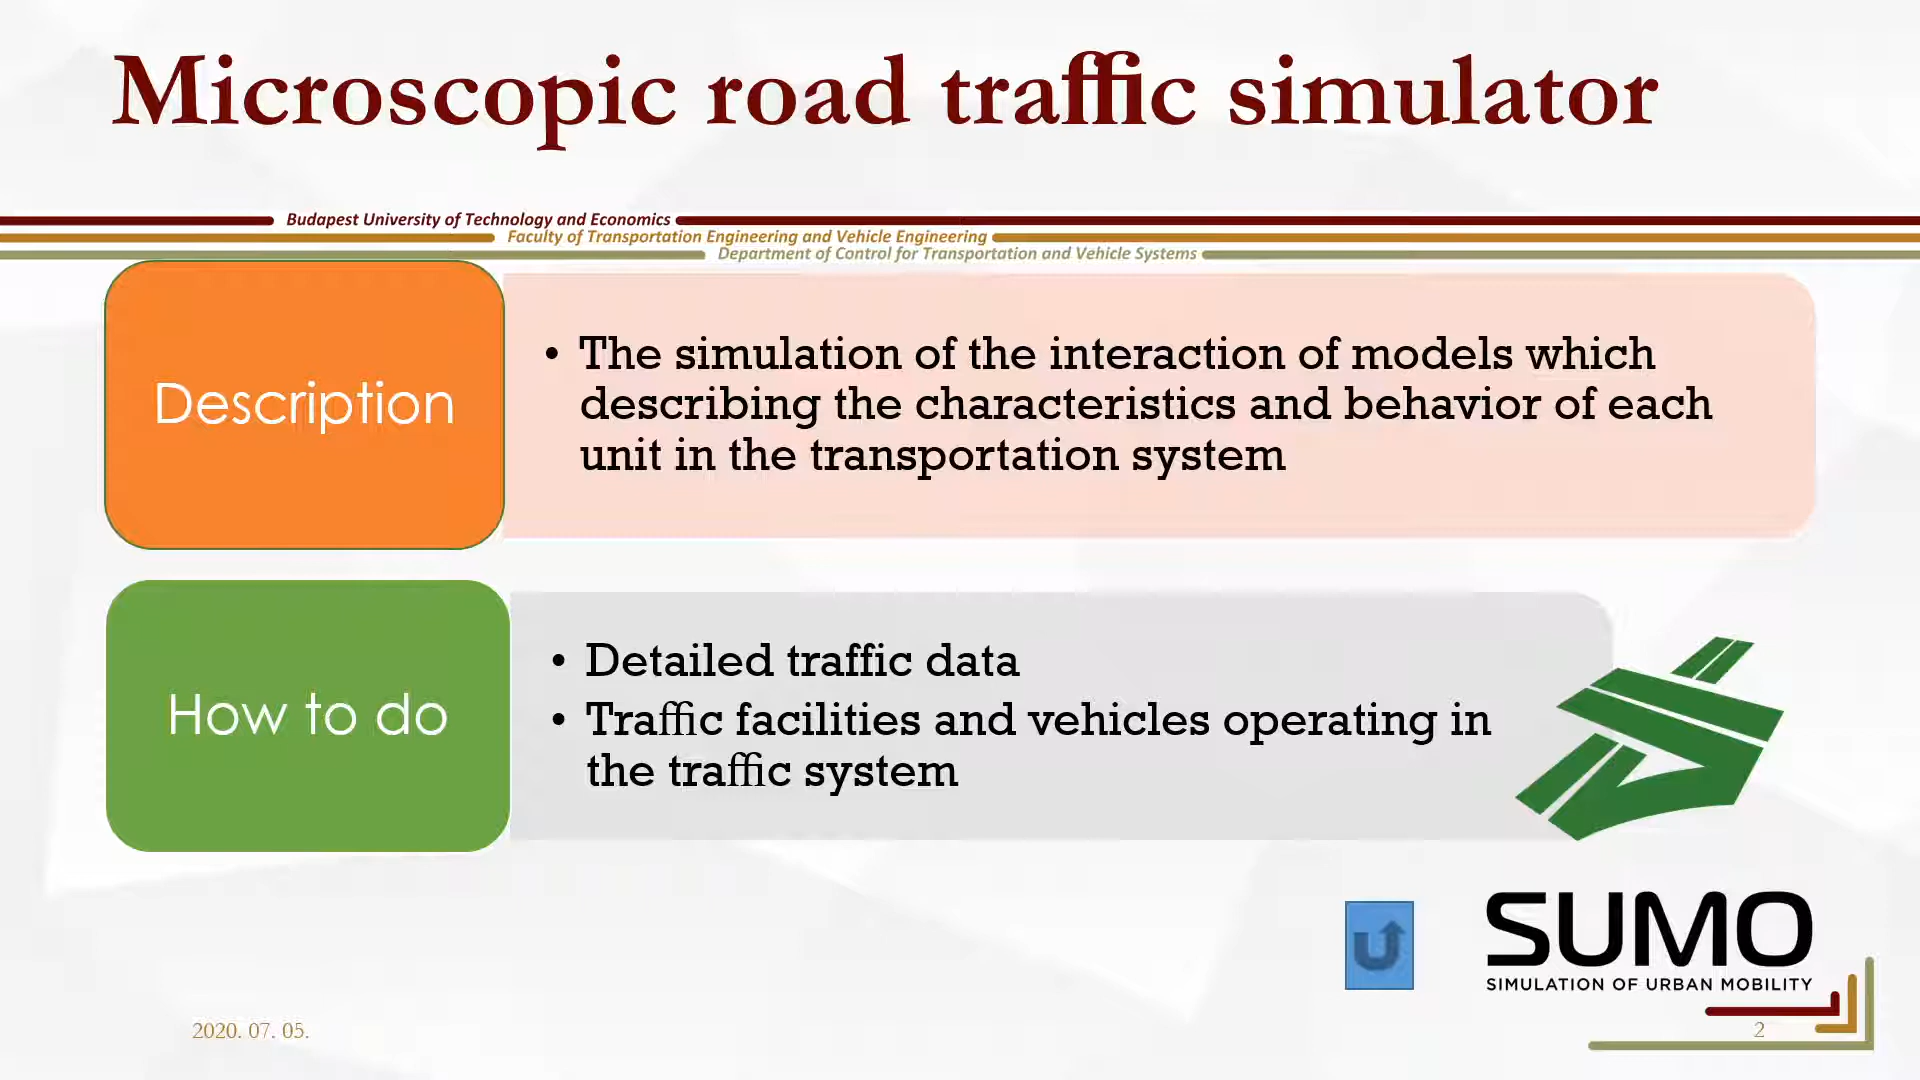 Microscopic road traffic simulator
Budapest University of Technology and Economics
Faculty of Transportation Engineering and Vehicle Engineering
Department of Control for Transportation and Vehicle Systems
Description
• The simulation of the interaction of models which
describing the characteristics and behavior of each
unit in the transportation system
How to do
• Detailed traffic data
• Traffic facilities and vehicles operating in
the traffic system
SUMO
SIMULATION OF URBAN MOBILITY
2020. 07. 05.
2